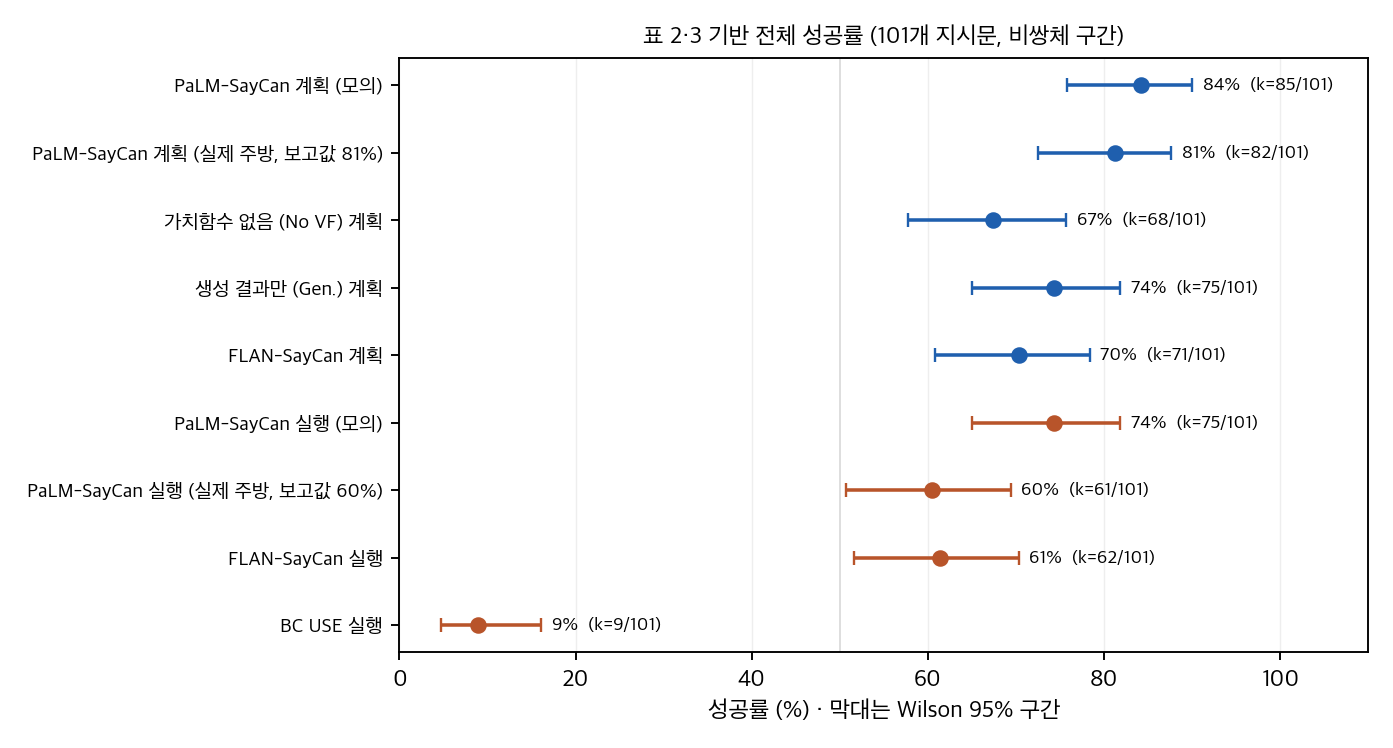 표 2·3 기반 전체 성공률 (101개 지시문, 비쌍체 구간)
PaLM-SayCan 계획 (모의)
84% (k=85/101)
PaLM-SayCan 계획 (실제 주방, 보고값 81%)
81% (k=82/101)
가치함수 없음 (No VF) 계획
67% (k=68/101)
생성 결과만 (Gen.) 계획
74% (k=75/101)
FLAN-SayCan 계획
70% (k=71/101)
PaLM-SayCan 실행 (모의)
74% (k=75/101)
PaLM-SayCan 실행 (실제 주방, 보고값 60%)
60% (k=61/101)
FLAN-SayCan 실행
61% (k=62/101)
BC USE 실행
9% (k=9/101)
0 20 40 60 80 100
성공률 (%) · 막대는 Wilson 95% 구간